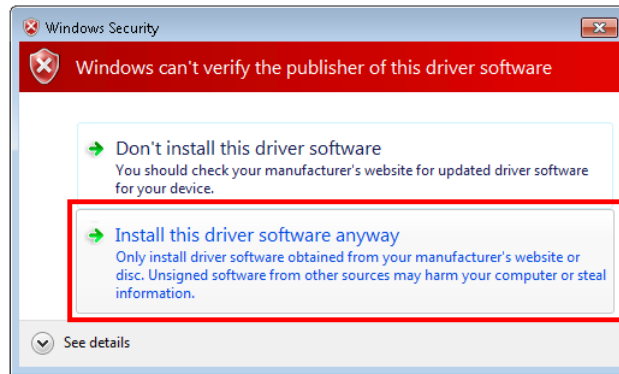 Windows Security
Windows can't verify the publisher of this driver software
Don't install this driver software
You should check your manufacturer's website for updated driver software
for your device.
Install this driver software anyway
Only install driver software obtained from your manufacturer's website or
disc. Unsigned software from other sources may harm your computer or steal
information.
See details